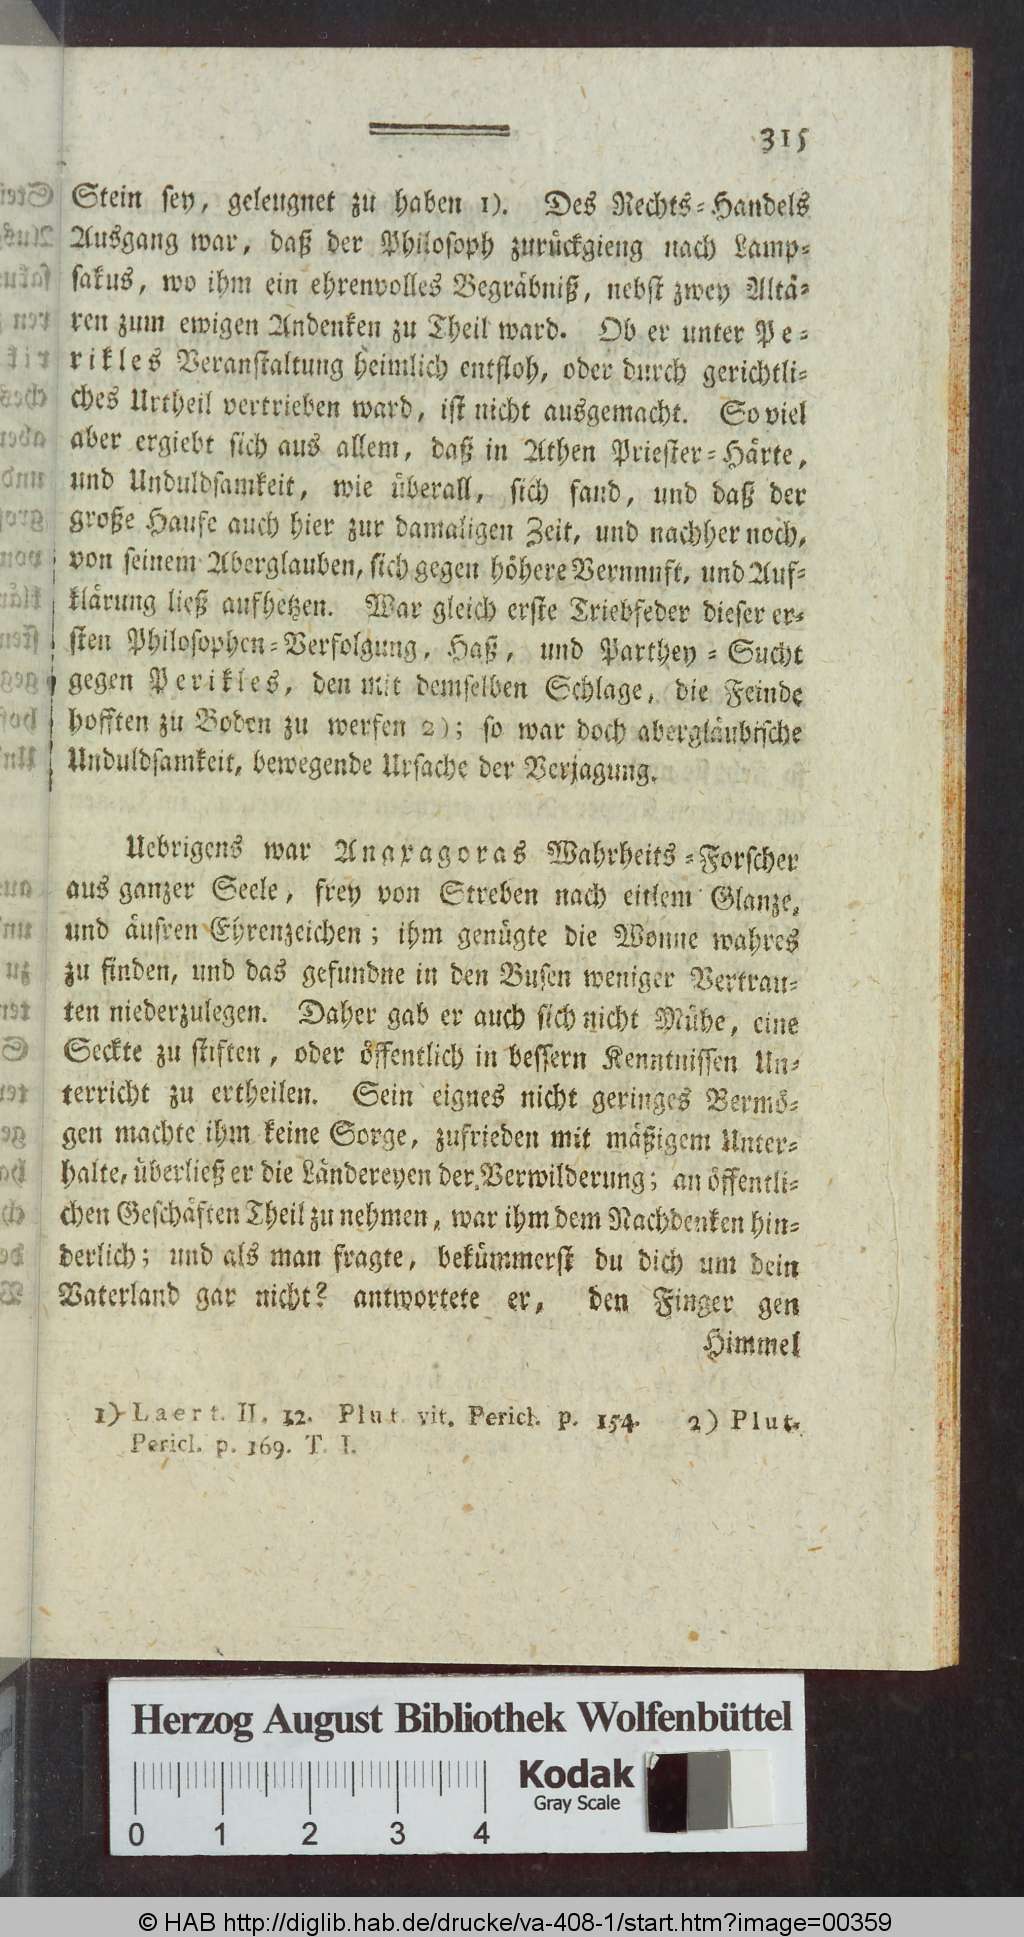 315
Stein sey, geleugnet zu haben 1). Des Rechts-Handels
Ausgang war, daß der Philosoph zurückgieng nach Lamp-
sakus, wo ihm ein ehrenvolles Begräbniß, nebst zwey Altä-
ren zum ewigen Andenken zu Theil ward. Ob er unter Pe-
rikles Veranstaltung heimlich entfloh, oder durch gerichtli-
ches Urtheil vertrieben ward, ist nicht ausgemacht. So viel
aber ergiebt sich aus allem, daß in Athen Priester-Härte,
und Unduldsamkeit, wie überall, sich fand, und daß der
große Haufe auch hier zur damaligen Zeit, und nachher noch,
von seinem Aberglauben, sich gegen höhere Vernunft, und Auf-
klärung ließ aufhetzen. War gleich erste Triebfeder dieser er-
sten Philosophen-Verfolgung, Haß, und Parthey-Sucht
gegen Perikles, den mit demselben Schlage, die Feinde
hofften zu Boden zu werfen 2); so war doch abergläubische
Unduldsamkeit, bewegende Ursache der Verjagung.
Uebrigens war Anaxagoras Wahrheits-Forscher
aus ganzer Seele, frey von Streben nach eitlem Glanze,
und äusren Ehrenzeichen; ihm genügte die Wonne wahres
zu finden, und das gefundne in den Busen weniger Vertrau-
ten niederzulegen. Daher gab er auch sich nicht Mühe, eine
Seckte zu stiften, oder öffentlich in bessern Kenntnissen Un-
terricht zu ertheilen. Sein eignes nicht geringes Vermö-
gen machte ihm keine Sorge, zufrieden mit mäßigem Unter-
halte, überließ er die Ländereyen der Verwilderung; an öffentli-
chen Geschäften Theil zu nehmen, war ihm dem Nachdenken hin-
derlich; und als man fragte, bekümmerst du dich um dein
Vaterland gar nicht? antwortete er, den Finger gen
Himmel
1) Laert. II, 12. Plut. vit. Pericl. p. 154. 2) Plut.
Pericl. p. 169. T. I.
Herzog August Bibliothek Wolfenbüttel
Kodak
Gray Scale
0 1 2 3 4
© HAB http://diglib.hab.de/drucke/va-408-1/start.htm?image=00359